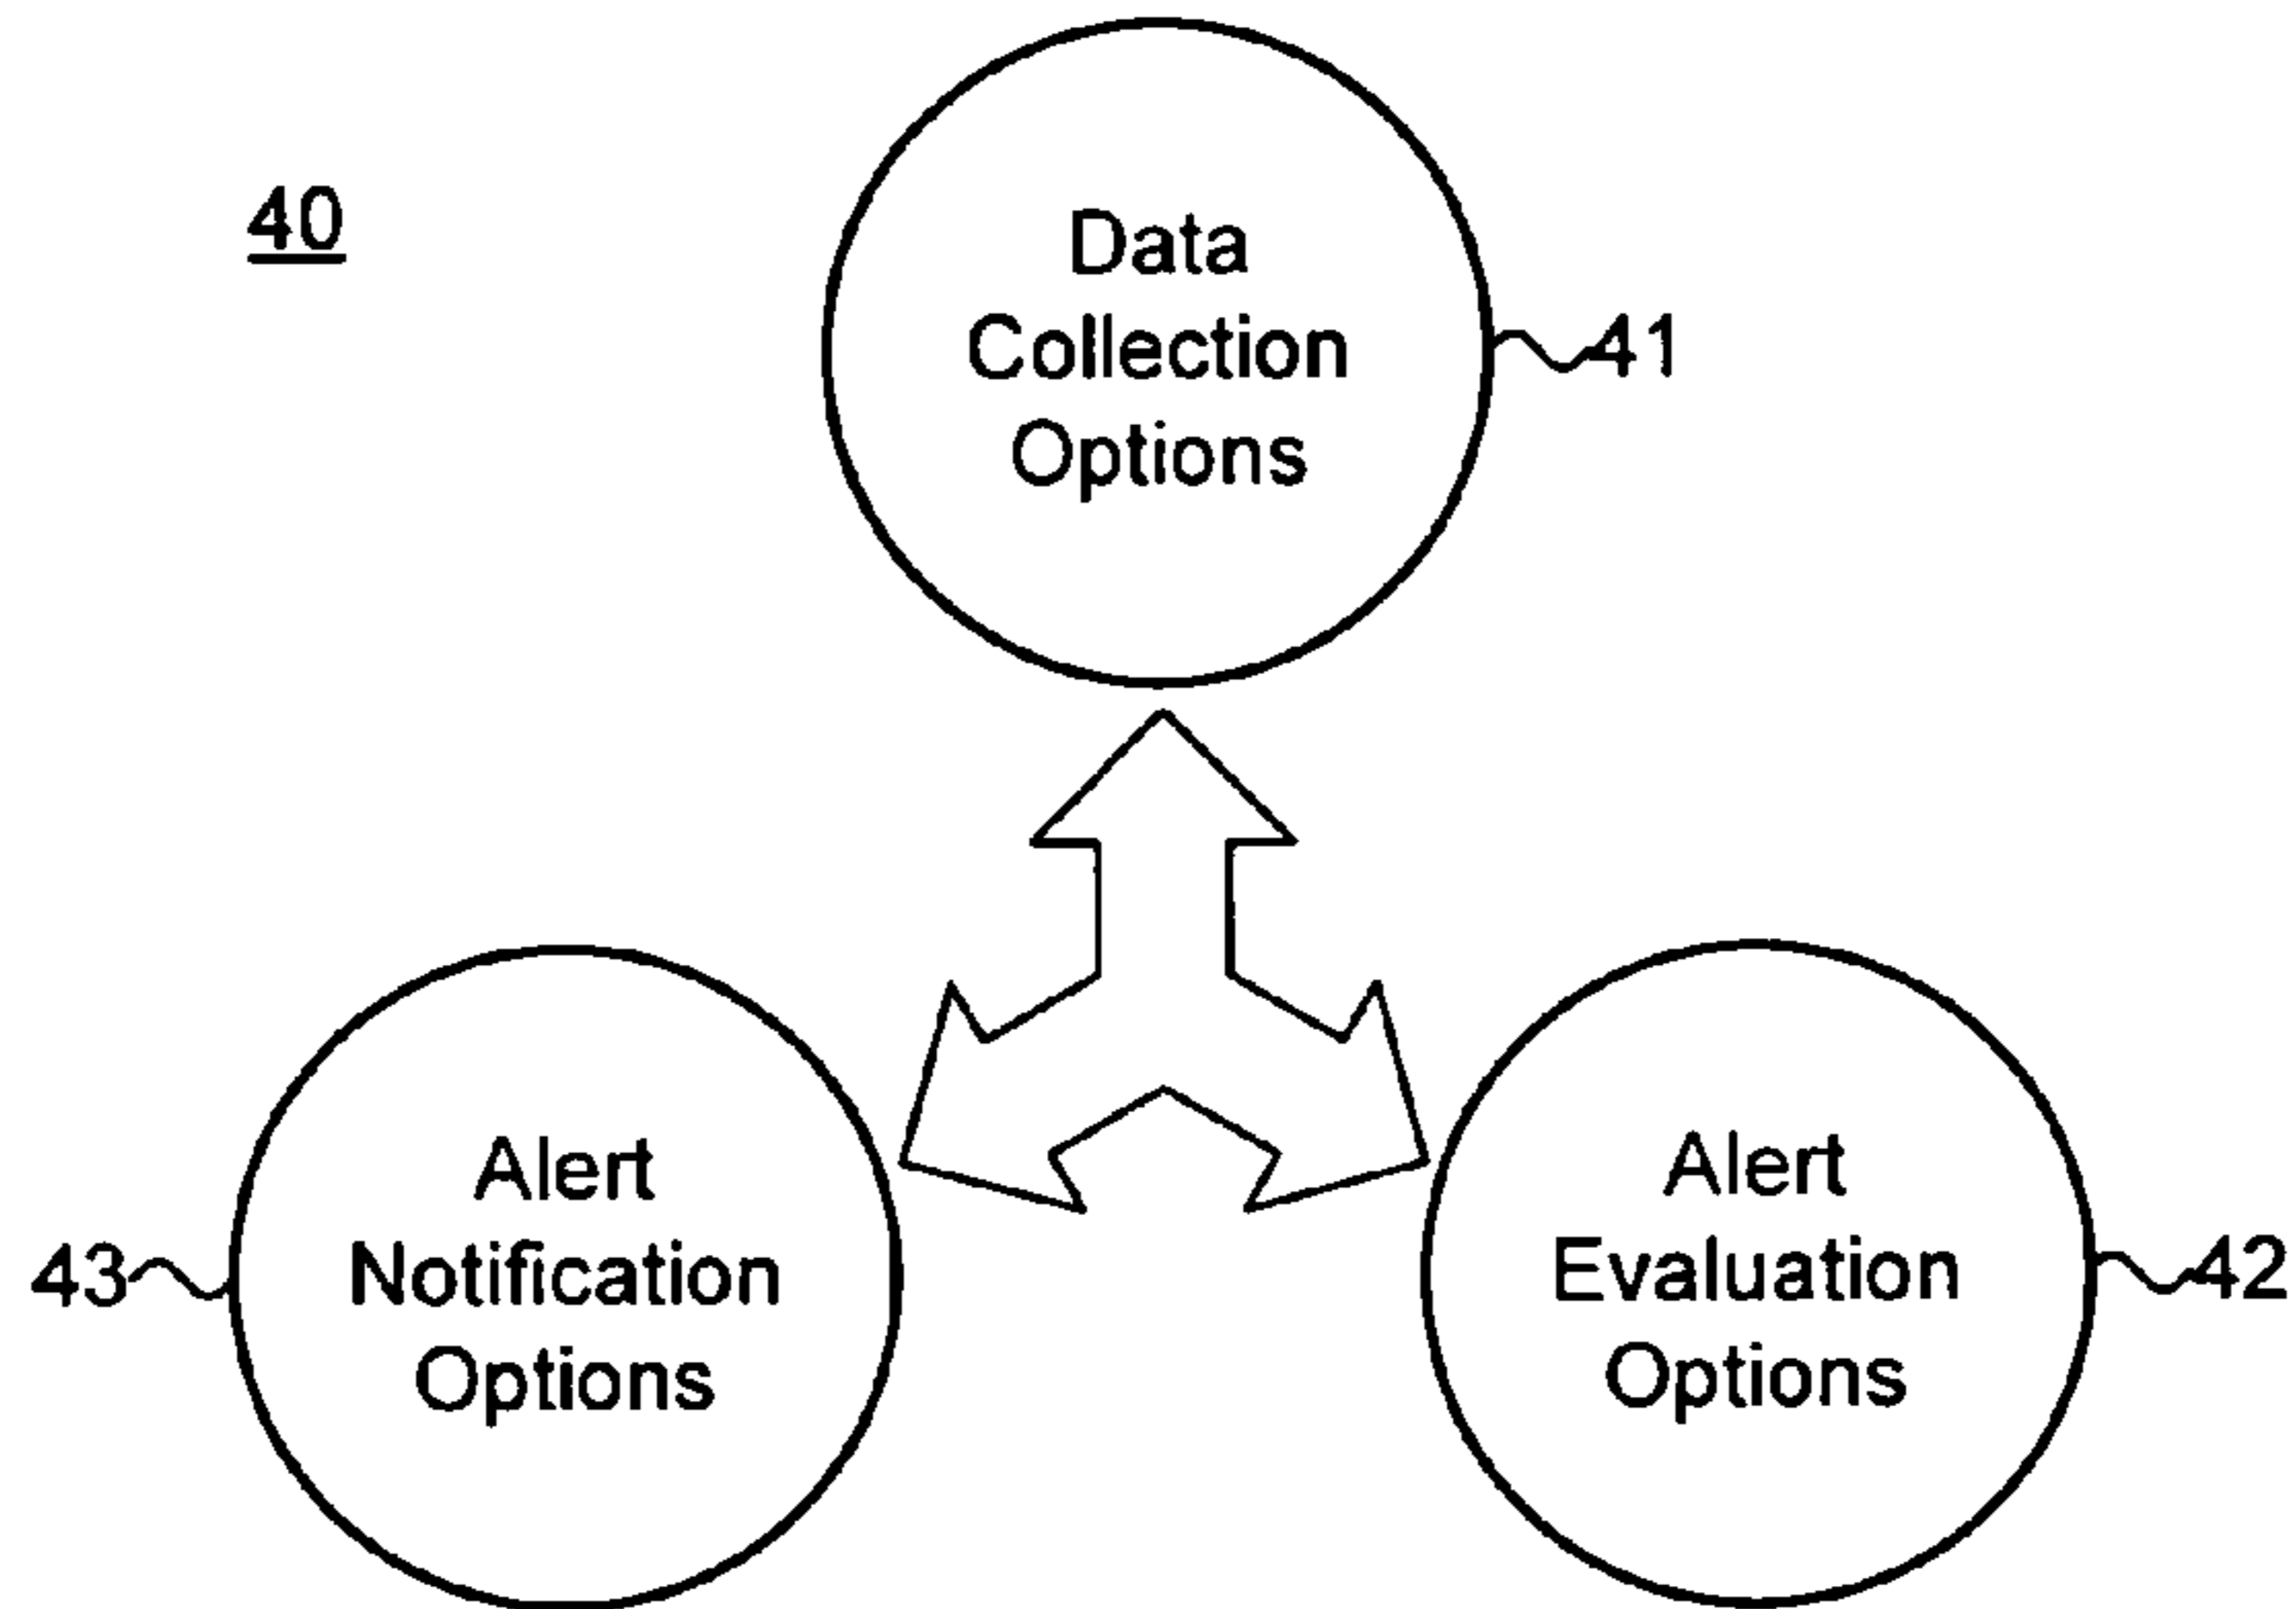 40
Data
Collection
Options
41
Alert
Notification
Options
43
Alert
Evaluation
Options
42